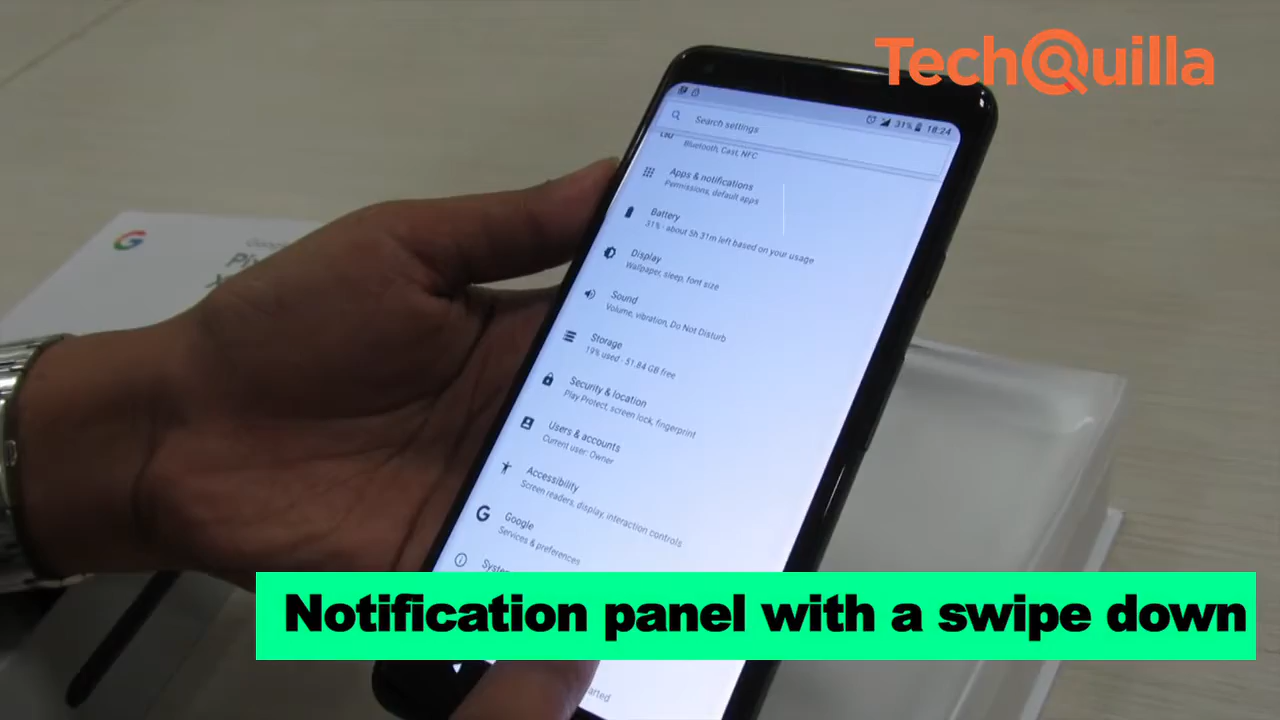 TechQuilla
31% 18:24
Search settings
Bluetooth, Cast, NFC
Apps & notifications
Permissions, default apps
Battery
31% - about 5h 31m left based on your usage
Display
Wallpaper, sleep, font size
Sound
Volume, vibration, Do Not Disturb
Storage
19% used - 51.84 GB free
Security & location
Play Protect, screen lock, fingerprint
Users & accounts
Current user: Owner
Accessibility
Screen readers, display, interaction controls
Google
Services & preferences
Notification panel with a swipe down